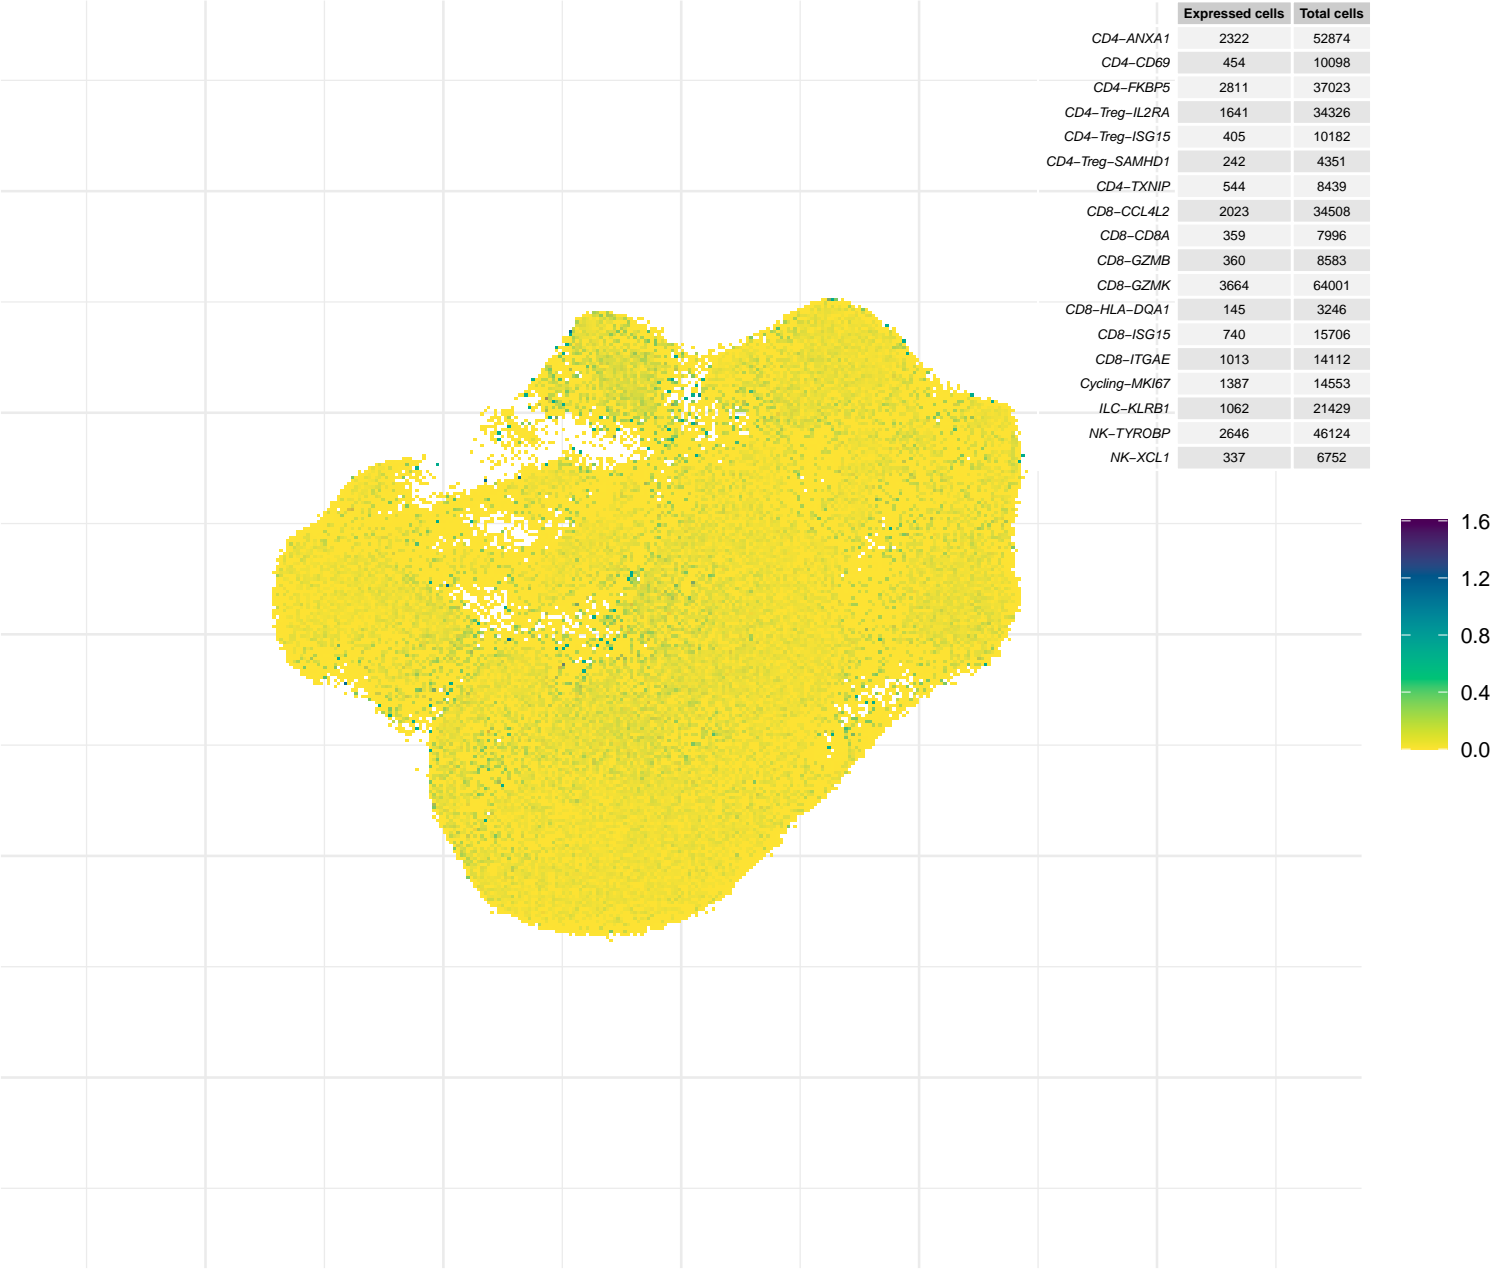 Expressed cells Total cells
CD4−ANXA1 2322 52874
CD4−CD69 454 10098
CD4−FKBP5 2811 37023
CD4−Treg−IL2RA 1641 34326
CD4−Treg−ISG15 405 10182
CD4−Treg−SAMHD1 242 4351
CD4−TXNIP 544 8439
CD8−CCL4L2 2023 34508
CD8−CD8A 359 7996
CD8−GZMB 360 8583
CD8−GZMK 3664 64001
CD8−HLA−DQA1 145 3246
CD8−ISG15 740 15706
CD8−ITGAE 1013 14112
Cycling−MKI67 1387 14553
ILC−KLRB1 1062 21429
NK−TYROBP 2646 46124
NK−XCL1 337 6752
1.6
1.2
0.8
0.4
0.0